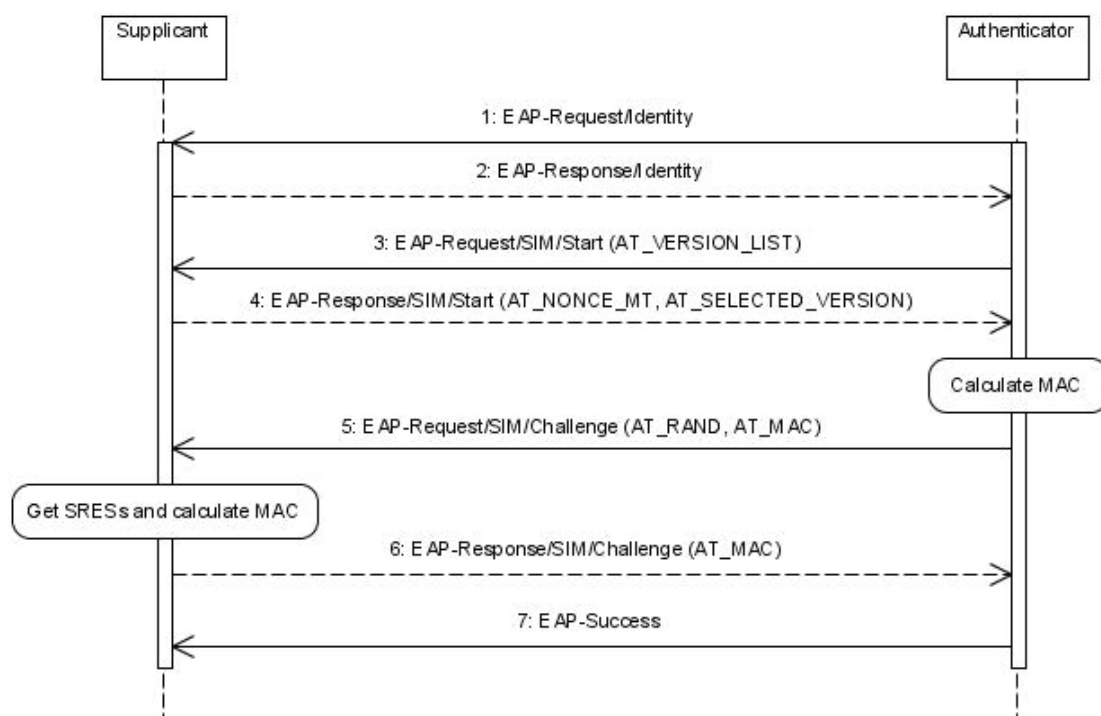 Supplicant
Authenticator
1: EAP-Request/Identity
2: EAP-Response/Identity
3: EAP-Request/SIM/Start (AT_VERSION_LIST)
4: EAP-Response/SIM/Start (AT_NONCE_MT, AT_SELECTED_VERSION)
Calculate MAC
5: EAP-Request/SIM/Challenge (AT_RAND, AT_MAC)
Get SRESs and calculate MAC
6: EAP-Response/SIM/Challenge (AT_MAC)
7: EAP-Success